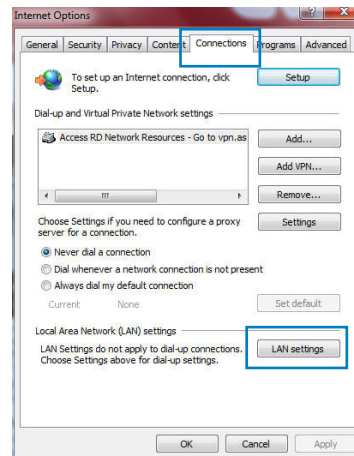 Internet Options
General Security Privacy Content Connections Programs Advanced
To set up an Internet connection, click
Setup.
Setup
Dial-up and Virtual Private Network settings
Access RD Network Resources - Go to vpn.as
Add...
Add VPN...
Remove...
Choose Settings if you need to configure a proxy
server for a connection.
Settings
Never dial a connection
Dial whenever a network connection is not present
Always dial my default connection
Current None
Set default
Local Area Network (LAN) settings
LAN Settings do not apply to dial-up connections.
Choose Settings above for dial-up settings.
LAN settings
OK Cancel Apply